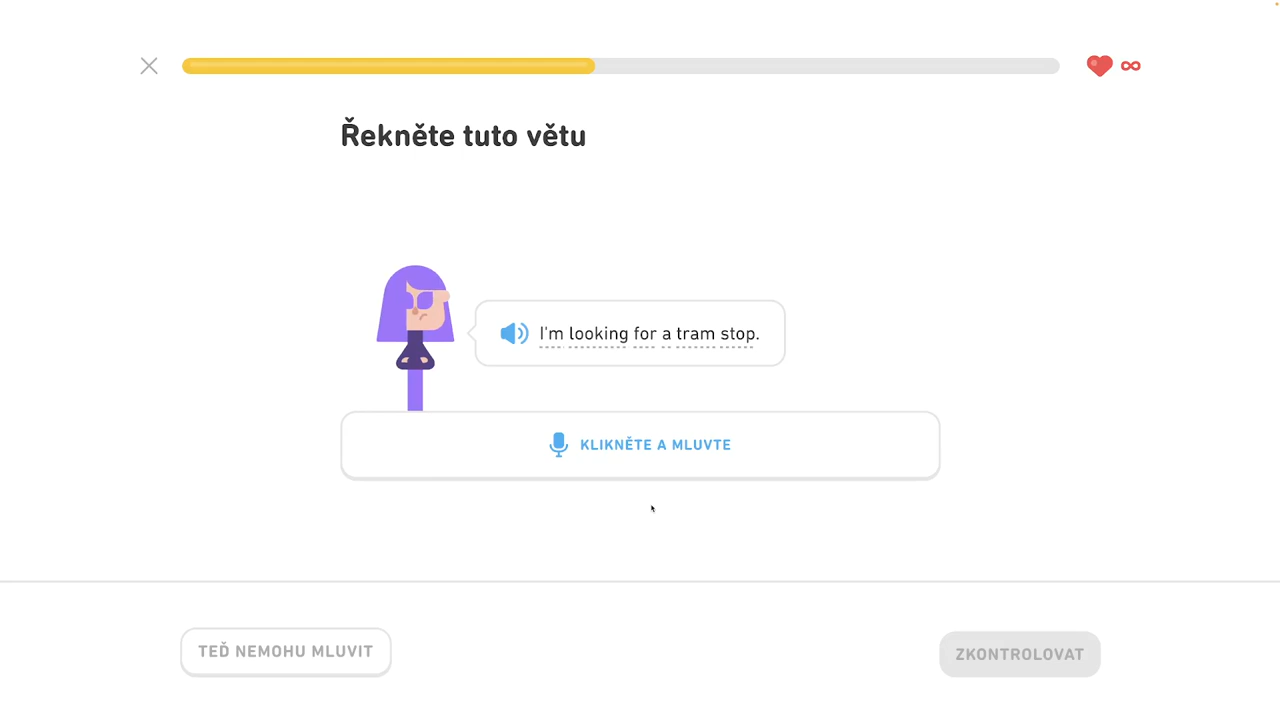 Řekněte tuto větu
I'm looking for a tram stop.
KLIKNĚTE A MLUVTE
TEĎ NEMOHU MLUVIT
ZKONTROLOVAT